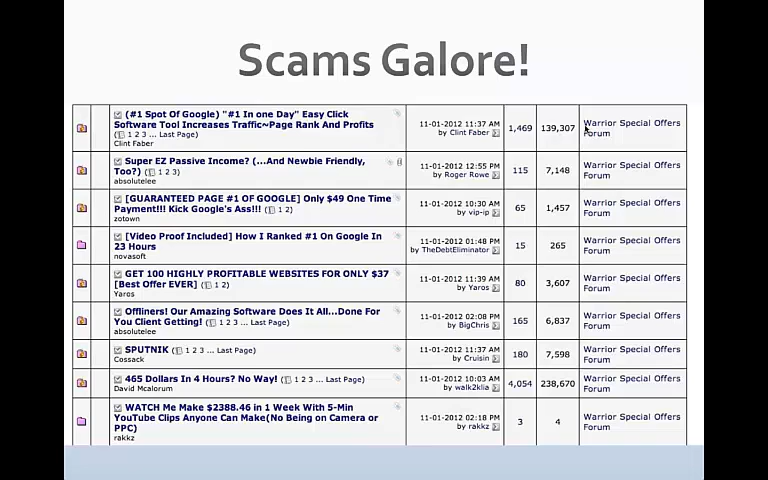 Scams Galore!
(#1 Spot Of Google) "#1 In one Day" Easy Click
Software Tool Increases Traffic~Page Rank And Profits
(1 2 3 ... Last Page)
Clint Faber
11-01-2012 11:37 AM
by Clint Faber
1,469
139,307
Warrior Special Offers
Forum
Super EZ Passive Income? (...And Newbie Friendly,
Too?) (1 2 3)
absolutelee
11-01-2012 12:55 PM
by Roger Rowe
115
7,148
Warrior Special Offers
Forum
[GUARANTEED PAGE #1 OF GOOGLE] Only $49 One Time
Payment!!! Kick Google's Ass!!! (1 2)
zotown
11-01-2012 10:30 AM
by vip-ip
65
1,457
Warrior Special Offers
Forum
[Video Proof Included] How I Ranked #1 On Google In
23 Hours
novasoft
11-01-2012 01:48 PM
by TheDebtEliminator
15
265
Warrior Special Offers
Forum
GET 100 HIGHLY PROFITABLE WEBSITES FOR ONLY $37
[Best Offer EVER] (1 2)
Yaros
11-01-2012 11:39 AM
by Yaros
80
3,607
Warrior Special Offers
Forum
Offliners! Our Amazing Software Does It All...Done For
You Client Getting! (1 2 3 ... Last Page)
absolutelee
11-01-2012 02:08 PM
by BigChris
165
6,837
Warrior Special Offers
Forum
SPUTNIK (1 2 3 ... Last Page)
Cossack
11-01-2012 11:37 AM
by Cruisin
180
7,598
Warrior Special Offers
Forum
465 Dollars In 4 Hours? No Way! (1 2 3 ... Last Page)
David Mcalorum
11-01-2012 10:03 AM
by walk2klia
4,054
238,670
Warrior Special Offers
Forum
WATCH Me Make $2388.46 in 1 Week With 5-Min
YouTube Clips Anyone Can Make(No Being on Camera or
PPC)
rakkz
11-01-2012 02:18 PM
by rakkz
3
4
Warrior Special Offers
Forum